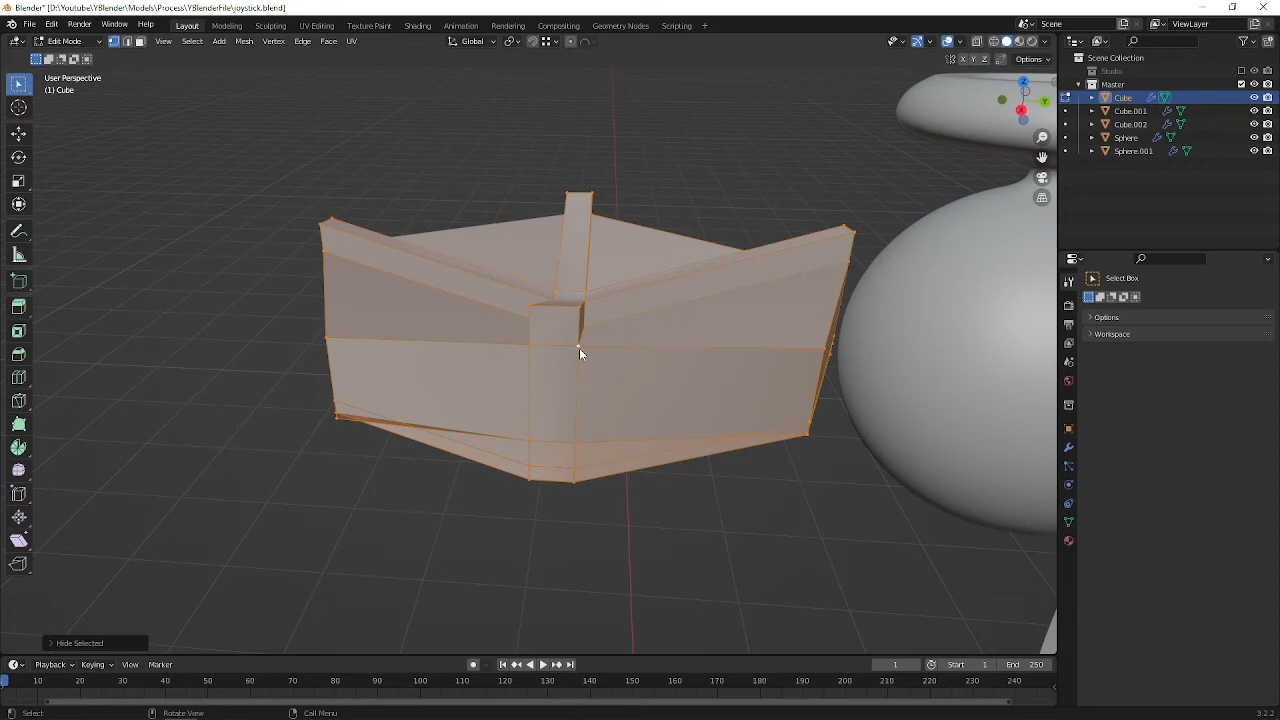 Blender* [D:\Youtube\YBlender\Models\Process\YBlenderFile\joystick.blend]
File Edit Render Window Help Layout Modeling Sculpting UV Editing Texture Paint Shading Animation Rendering Compositing Geometry Nodes Scripting + Scene ViewLayer
Edit Mode View Select Add Mesh Vertex Edge Face UV Global
X Y Z Options
User Perspective
(1) Cube
Z
Y
X
Scene Collection
Studio
Master
Cube
Cube.001
Cube.002
Sphere
Sphere.001
Select Box
Options
Workspace
Hide Selected
Playback Keying View Marker 1 Start 1 End 250
10 20 30 40 50 60 70 80 90 100 110 120 130 140 150 160 170 180 190 200 210 220 230 240
Select Rotate View Call Menu 3.2.2